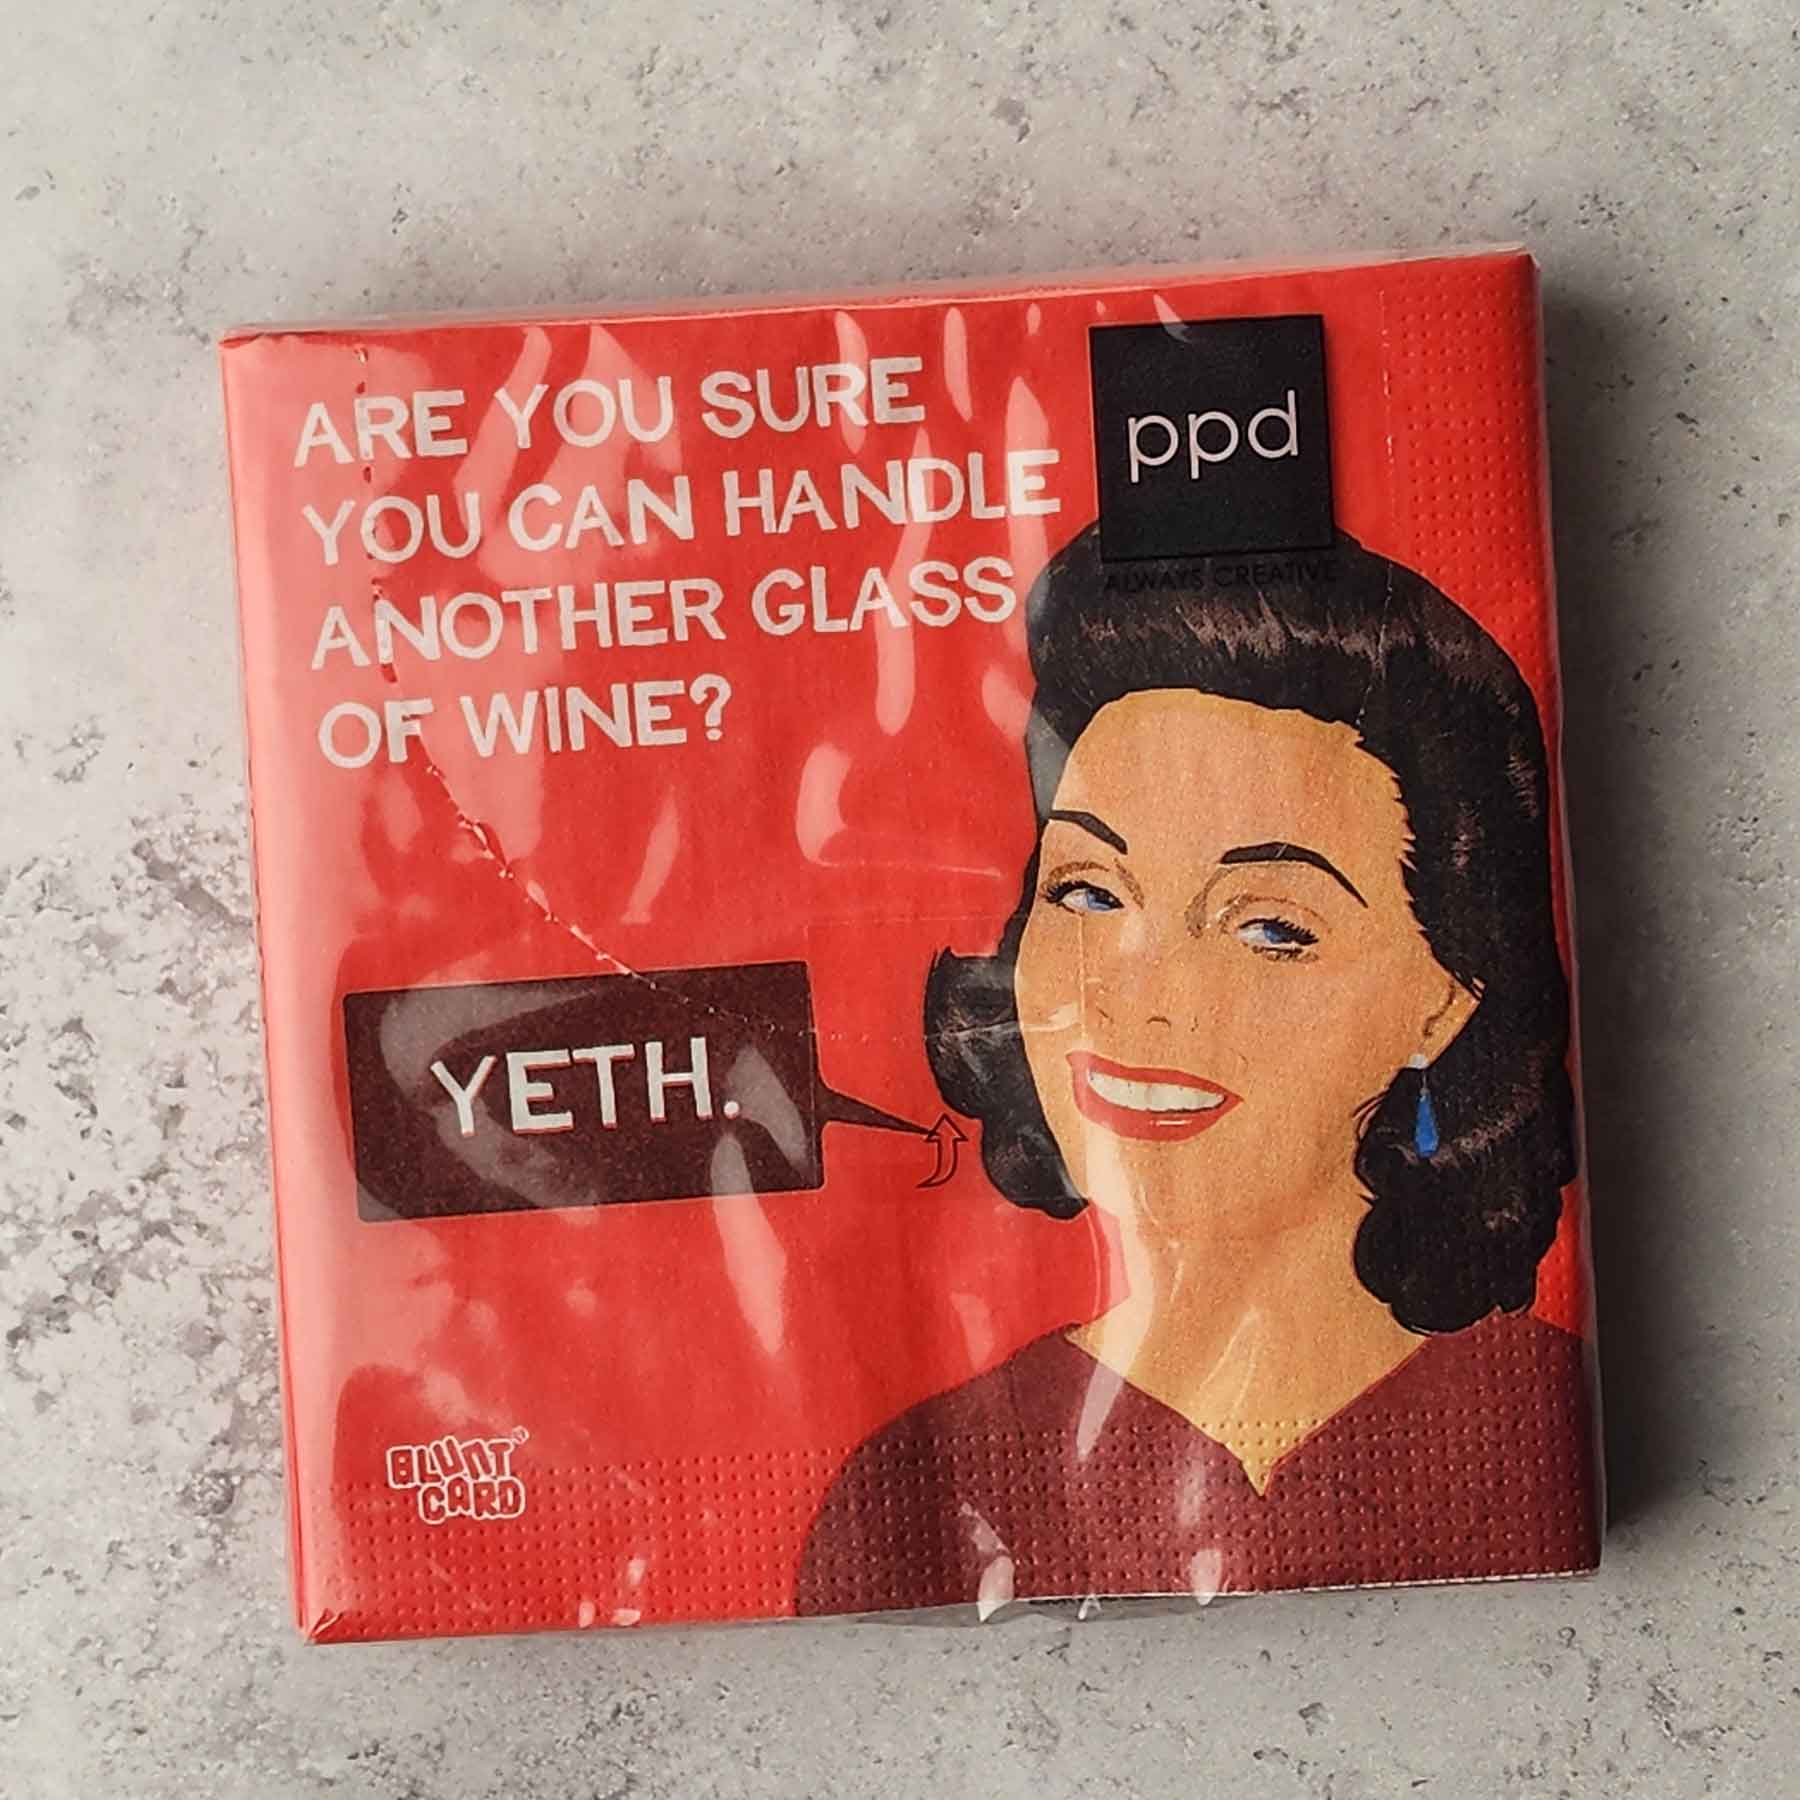 ARE YOU SURE
YOU CAN HANDLE
ANOTHER GLASS
OF WINE?
ppd
ALWAYS CREATIVE
YETH.
BLUNT
CARD